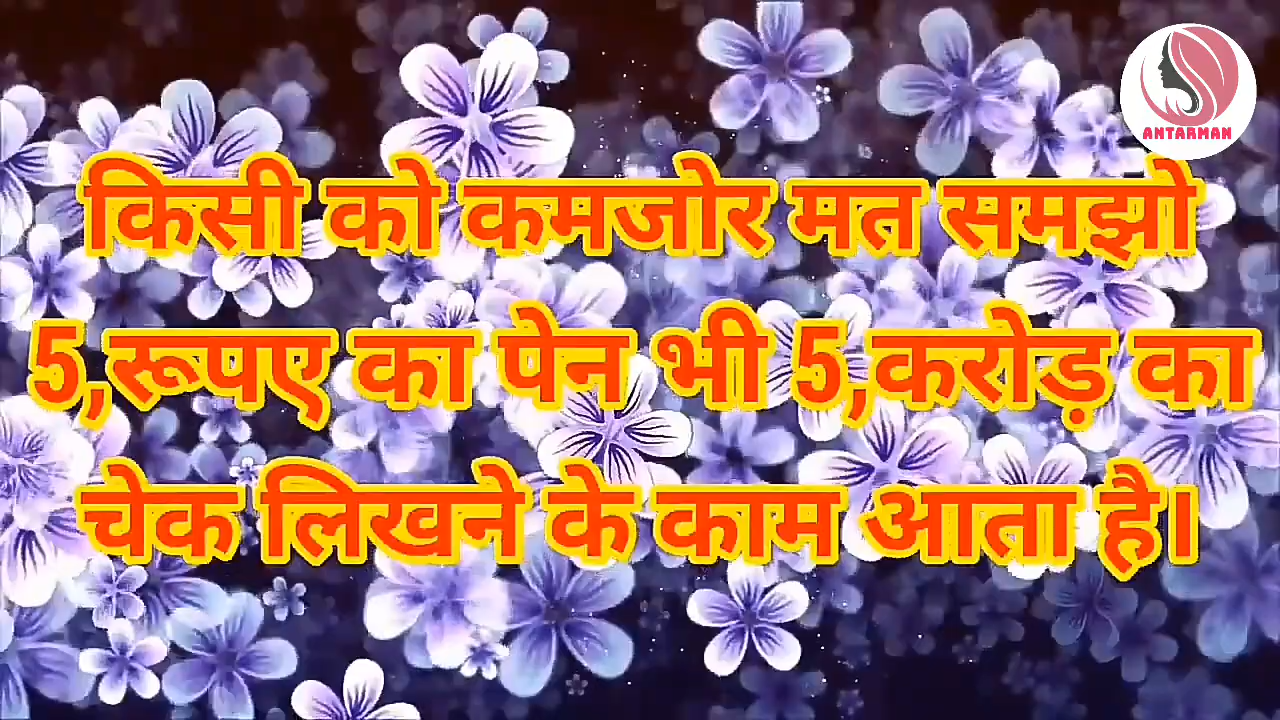 ANTARMAN
किसी को कमजोर मत समझो
5,रूपए का पेन भी 5,करोड़ का
चेक लिखने के काम आता है।